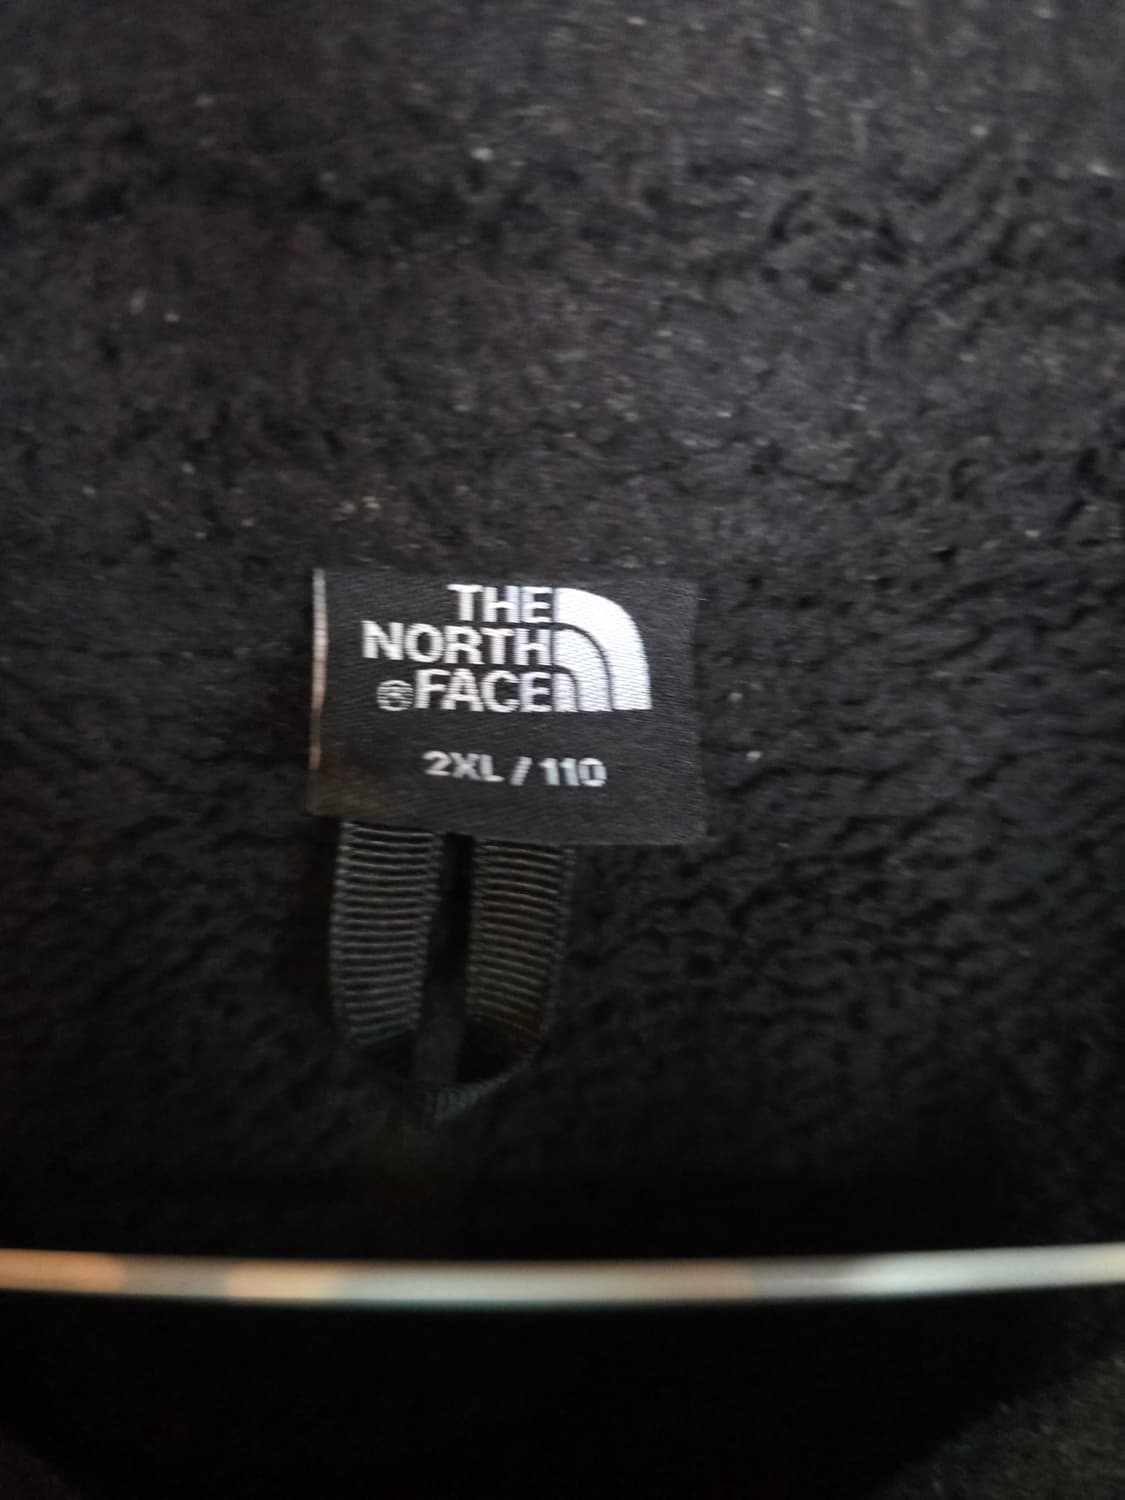 THE
NORTH
FACE
2XL / 110